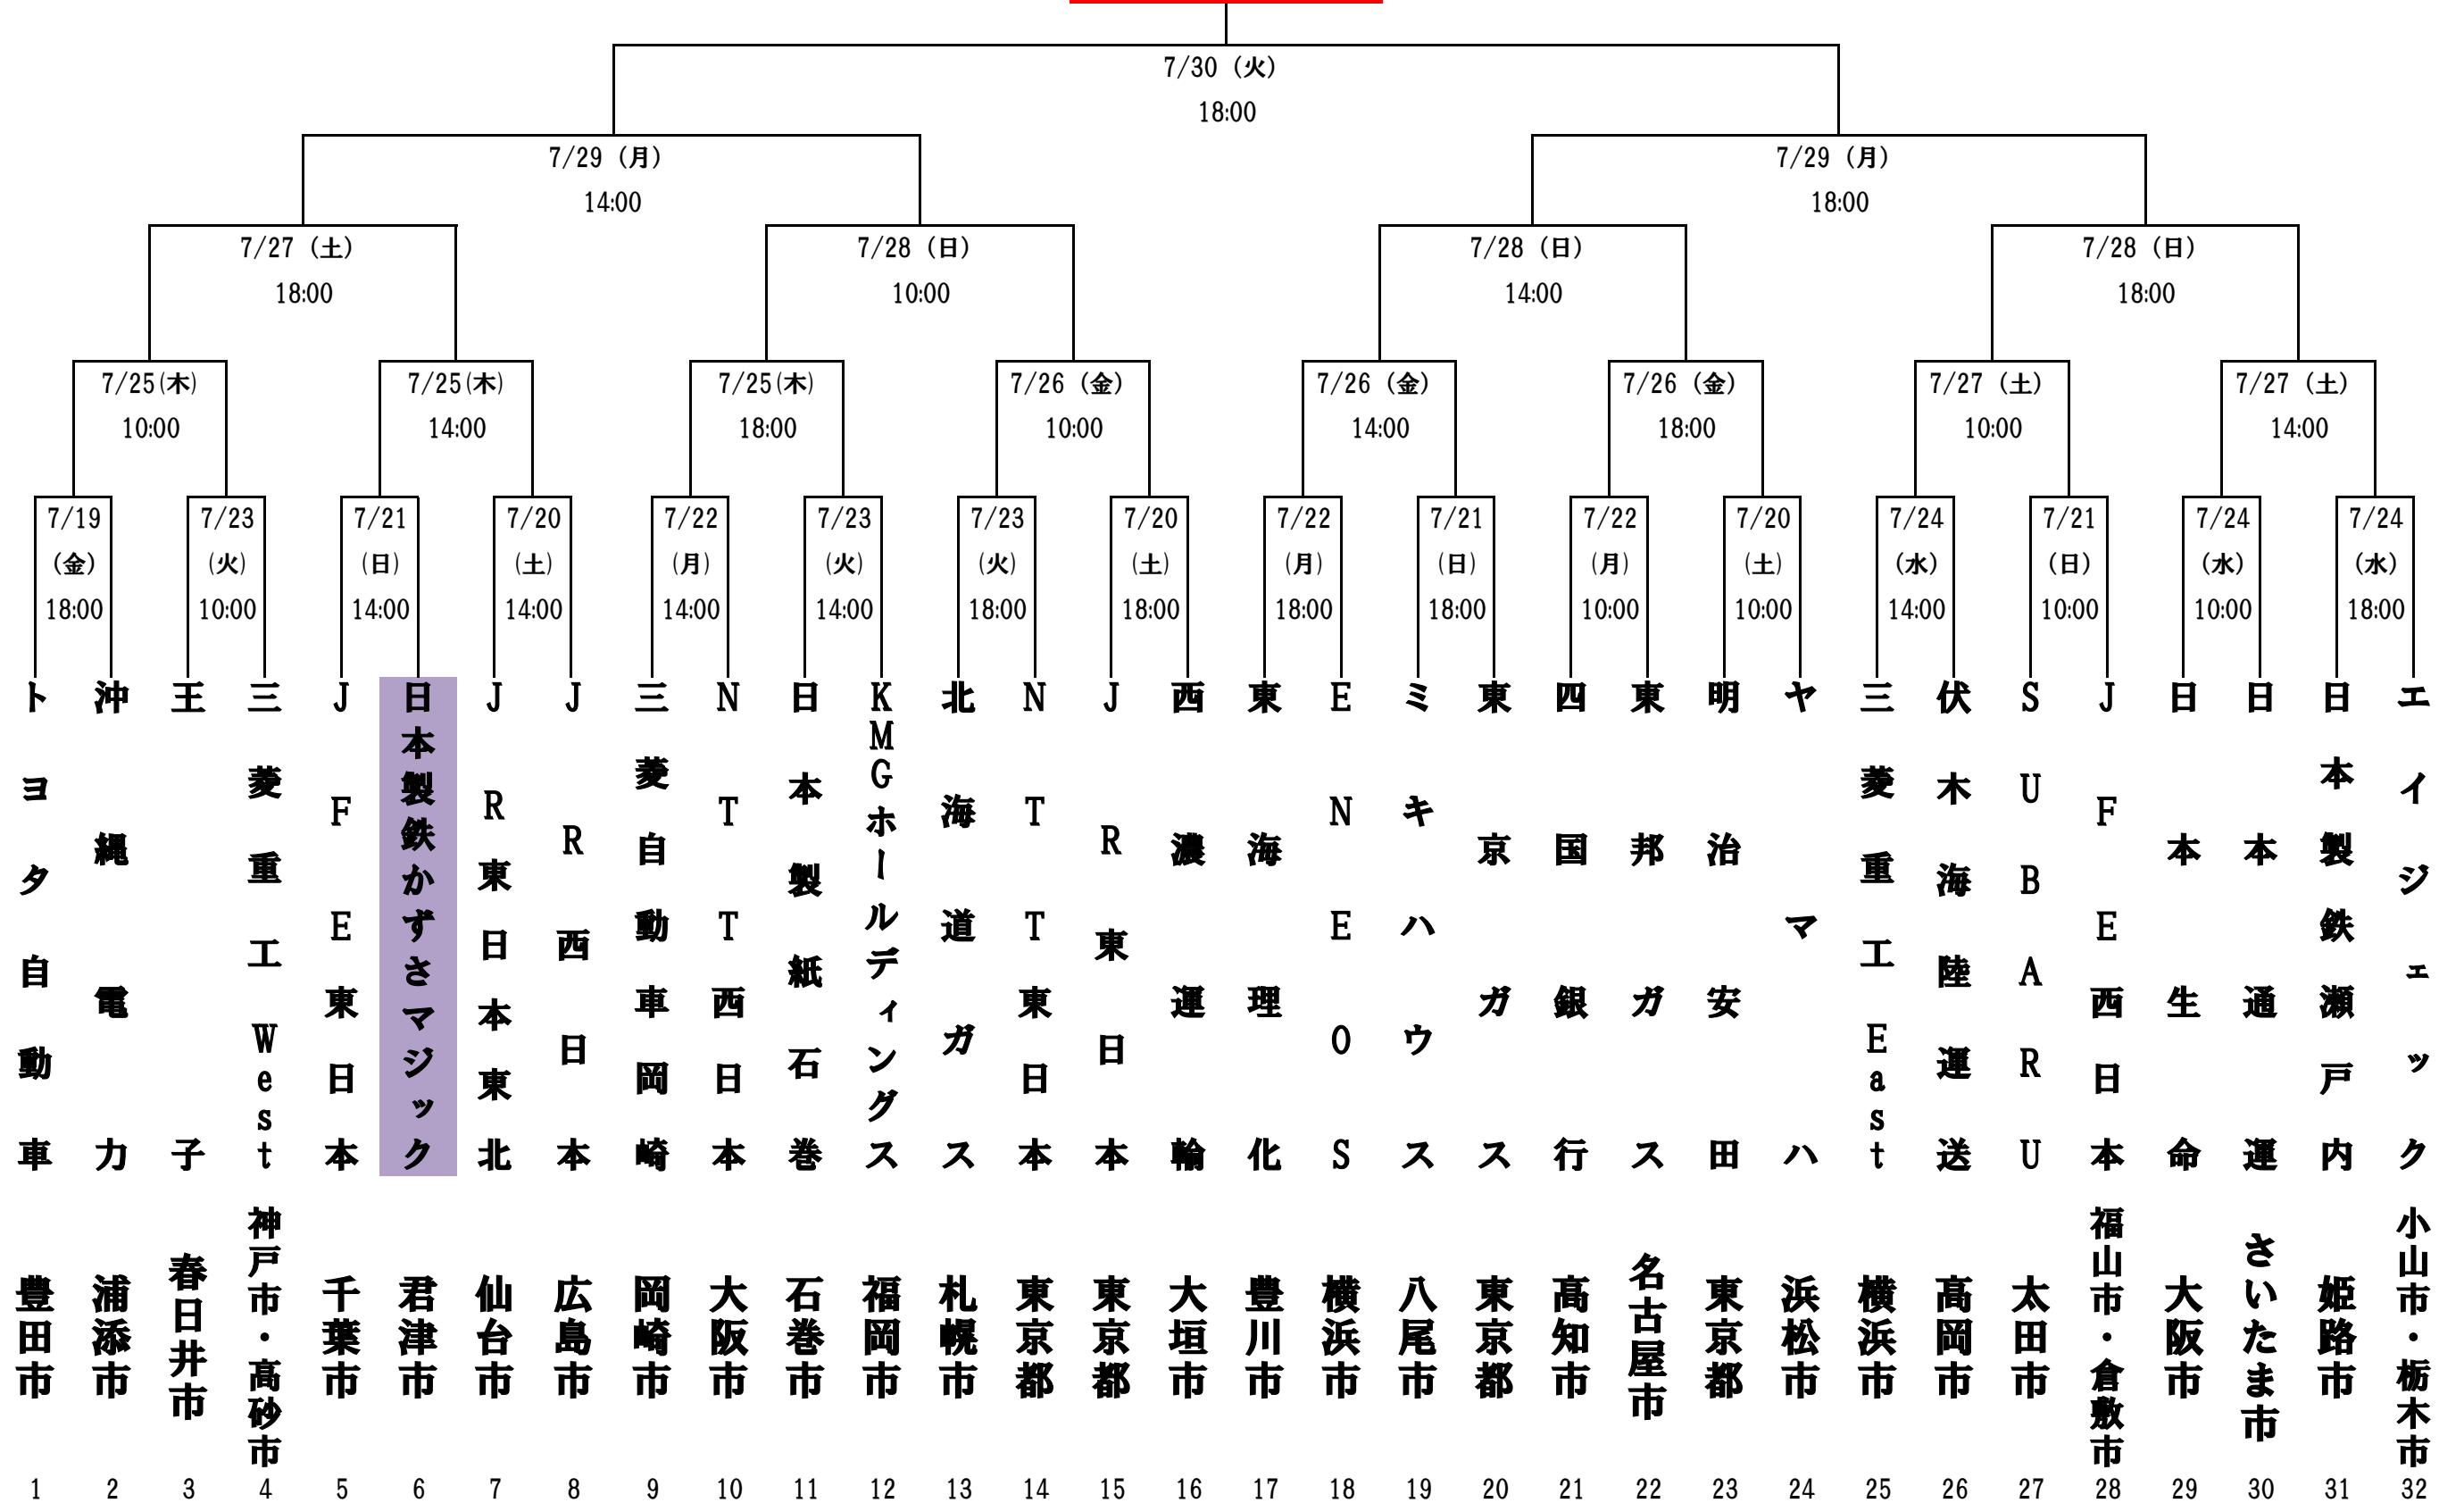 7/30 (火)
18:00
7/29 (月)
14:00
7/29 (月)
18:00
7/27 (土)
18:00
7/28 (日)
10:00
7/28 (日)
14:00
7/28 (日)
18:00
7/25(木)
10:00
7/25(木)
14:00
7/25(木)
18:00
7/26 (金)
10:00
7/26 (金)
14:00
7/26 (金)
18:00
7/27 (土)
10:00
7/27 (土)
14:00
7/19
(金)
18:00
7/23
(火)
10:00
7/21
(日)
14:00
7/20
(土)
14:00
7/22
(月)
14:00
7/23
(火)
14:00
7/23
(火)
18:00
7/20
(土)
18:00
7/22
(月)
18:00
7/21
(日)
18:00
7/22
(月)
10:00
7/20
(土)
10:00
7/24
(水)
14:00
7/21
(日)
10:00
7/24
(水)
10:00
7/24
(水)
18:00
トヨタ自動車 豊田市 1
沖縄電力 浦添市 2
王子 春日井市 3
三菱重工West 神戸市・高砂市 4
JFE東日本 千葉市 5
日本製鉄かずさマジック 君津市 6
JR東日本東北 仙台市 7
JR西日本 広島市 8
三菱自動車岡崎 岡崎市 9
NTT西日本 大阪市 10
日本製紙石巻 石巻市 11
KMGホールディングス 福岡市 12
北海道ガス 札幌市 13
NTT東日本 東京都 14
JR東日本 東京都 15
西濃運輸 大垣市 16
東海理化 豊川市 17
ENEOS 横浜市 18
ミキハウス 八尾市 19
東京ガス 東京都 20
四国銀行 高知市 21
東邦ガス 名古屋市 22
明治安田 東京都 23
ヤマハ 浜松市 24
三菱重工East 横浜市 25
伏木海陸運送 高岡市 26
SUBARU 太田市 27
JFE西日本 福山市・倉敷市 28
日本生命 大阪市 29
日本通運 さいたま市 30
日本製鉄瀬戸内 姫路市 31
エイジェック 小山市・栃木市 32